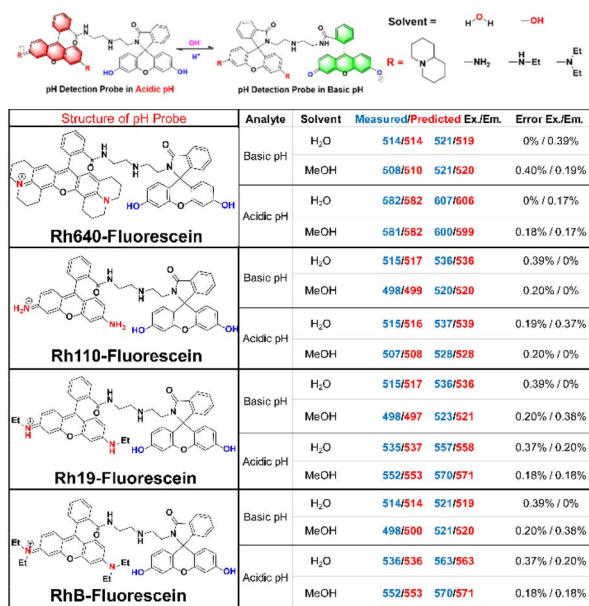 Solvent =
H
O
H
OH
OH⁻
H⁺
R =
N
NH₂
H
N
Et
Et
N
Et
pH Detection Probe in Acidic pH
pH Detection Probe in Basic pH
Structure of pH Probe Analyte Solvent Measured/Predicted Ex./Em. Error Ex./Em.
Basic pH H₂O 514/514 521/519 0% / 0.39%
MeOH 508/510 521/520 0.40% / 0.19%
Acidic pH H₂O 582/582 607/606 0% / 0.17%
MeOH 581/582 600/599 0.18% / 0.17%
Rh640-Fluorescein
Basic pH H₂O 515/517 536/536 0.39% / 0%
MeOH 498/499 520/520 0.20% / 0%
Acidic pH H₂O 515/516 537/539 0.19% / 0.37%
MeOH 507/508 528/528 0.20% / 0%
Rh110-Fluorescein
Basic pH H₂O 515/517 536/536 0.39% / 0%
MeOH 498/497 523/521 0.20% / 0.38%
Acidic pH H₂O 535/537 557/558 0.37% / 0.20%
MeOH 552/553 570/571 0.18% / 0.18%
Rh19-Fluorescein
Basic pH H₂O 514/514 521/519 0.39% / 0%
MeOH 498/500 521/520 0.20% / 0.38%
Acidic pH H₂O 536/536 563/563 0.37% / 0.20%
MeOH 552/553 570/571 0.18% / 0.18%
RhB-Fluorescein